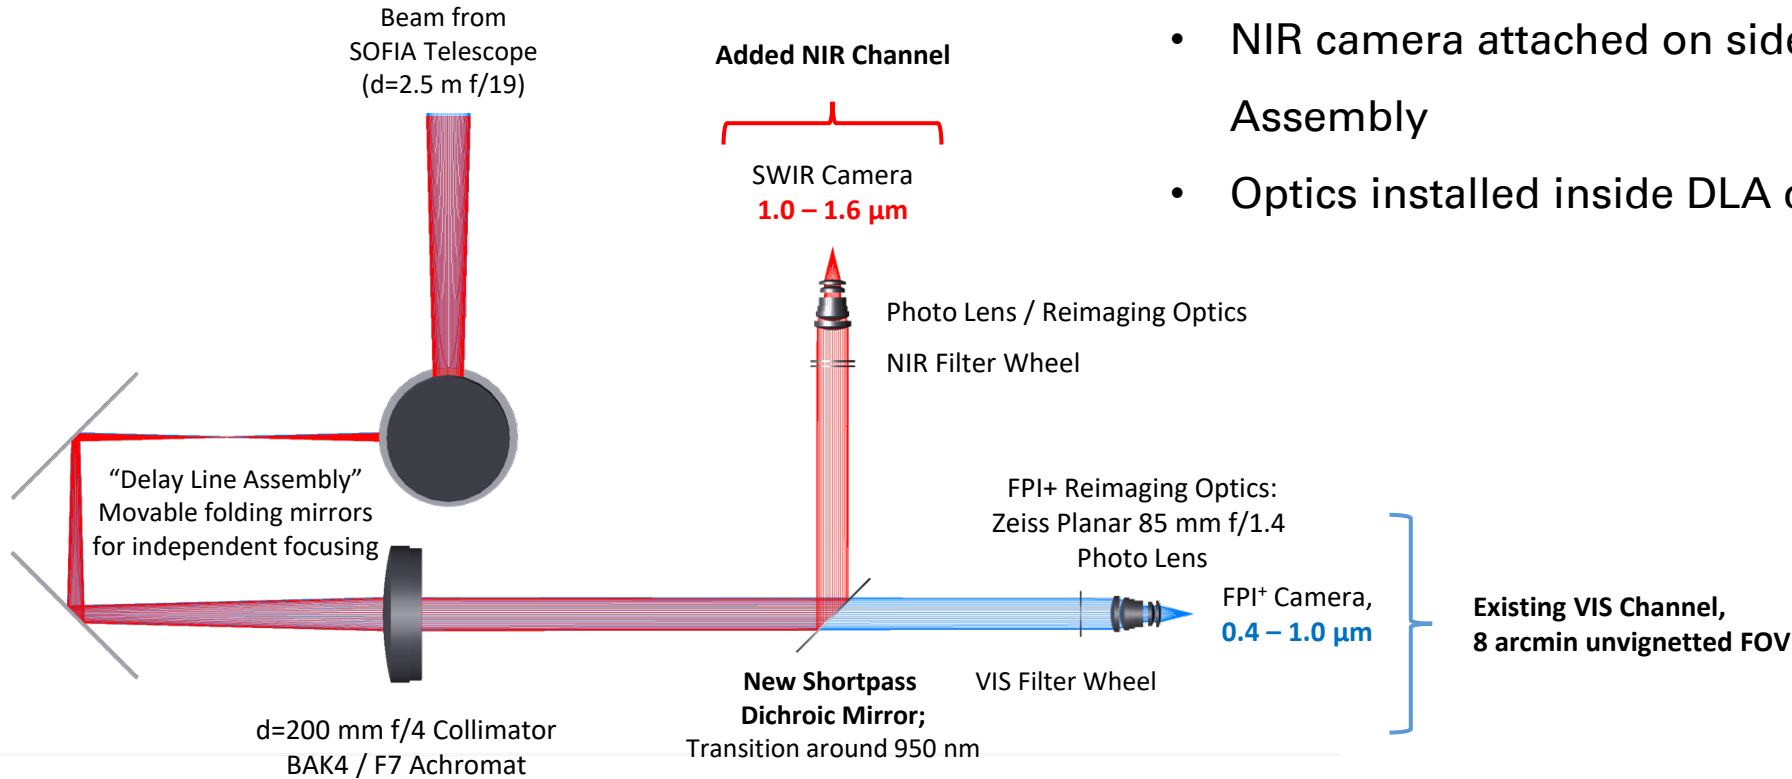 Beam from
SOFIA Telescope
(d=2.5 m f/19)
Added NIR Channel
SWIR Camera
1.0 – 1.6 µm
• NIR camera attached on side
Assembly
• Optics installed inside DLA
Photo Lens / Reimaging Optics
NIR Filter Wheel
“Delay Line Assembly”
Movable folding mirrors
for independent focusing
FPI+ Reimaging Optics:
Zeiss Planar 85 mm f/1.4
Photo Lens
FPI⁺ Camera,
0.4 – 1.0 µm
Existing VIS Channel,
8 arcmin unvignetted FOV
New Shortpass
Dichroic Mirror;
Transition around 950 nm
VIS Filter Wheel
d=200 mm f/4 Collimator
BAK4 / F7 Achromat